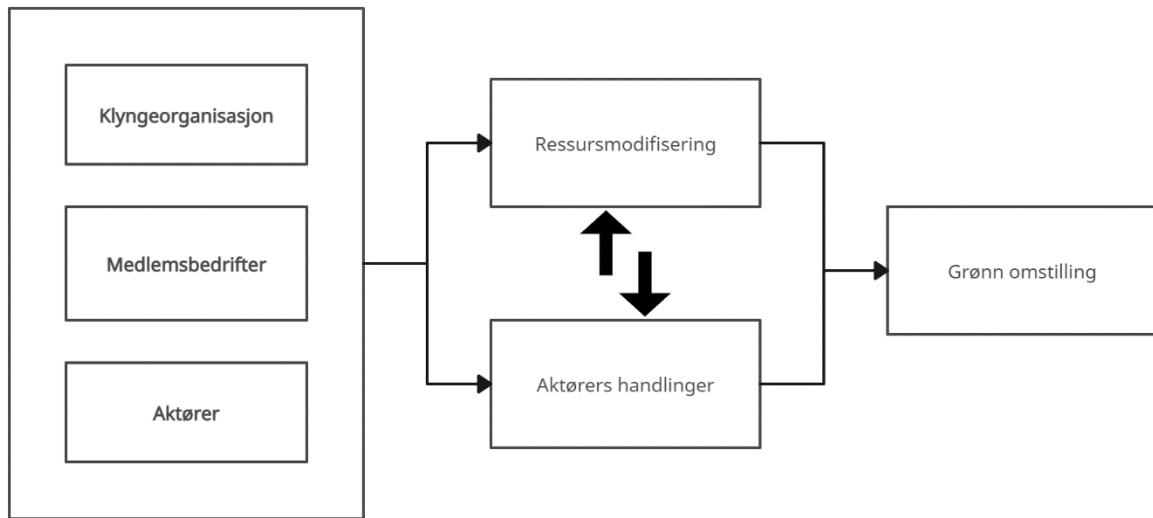 Klyngeorganisasjon
Medlemsbedrifter
Aktører
Ressursmodifisering
Aktørers handlinger
Grønn omstilling